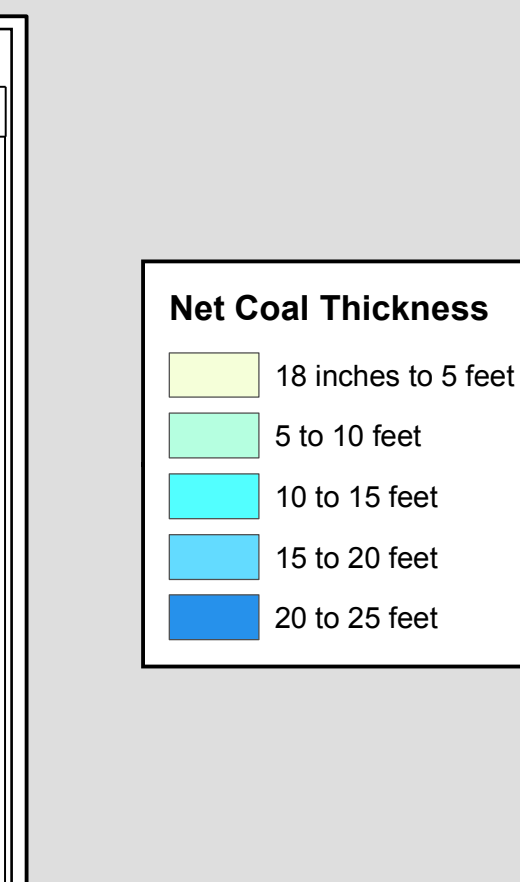 Net Coal Thickness
18 inches to 5 feet
5 to 10 feet
10 to 15 feet
15 to 20 feet
20 to 25 feet